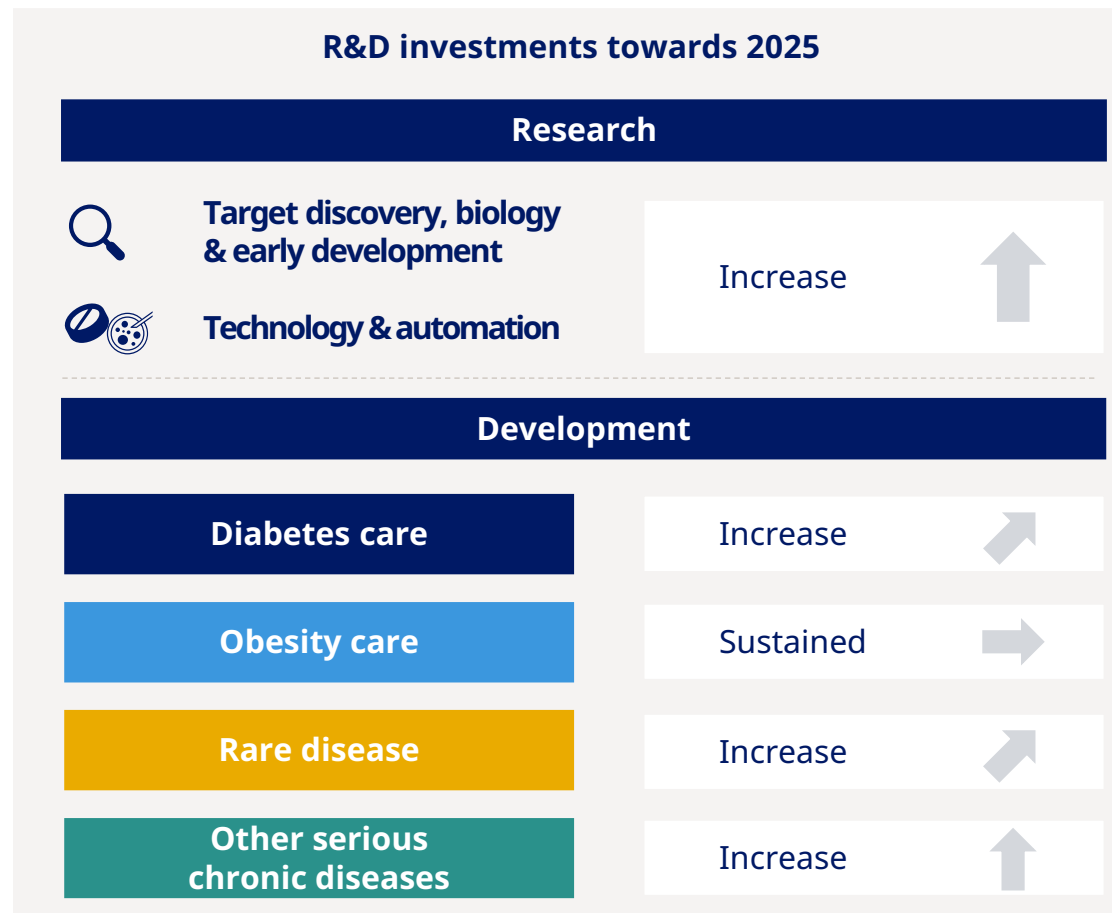 R&D investments towards 2025
Research
Target discovery, biology
& early development
Increase
Technology & automation
Development
Diabetes care
Increase
Obesity care
Sustained
Rare disease
Increase
Other serious
chronic diseases
Increase